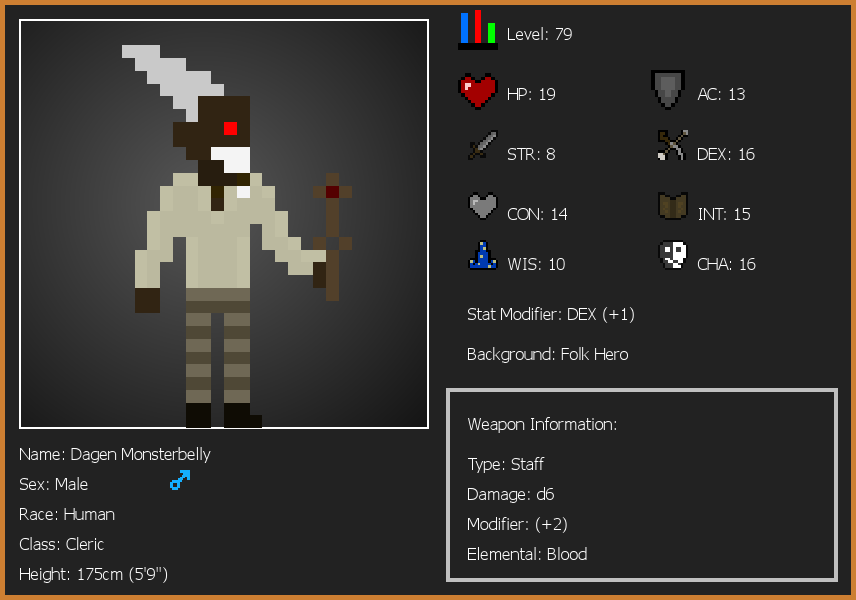 Level: 79
HP: 19
AC: 13
STR: 8
DEX: 16
CON: 14
INT: 15
WIS: 10
CHA: 16
Stat Modifier: DEX (+1)
Background: Folk Hero
Weapon Information:
Type: Staff
Damage: d6
Modifier: (+2)
Elemental: Blood
Name: Dagen Monsterbelly
Sex: Male
Race: Human
Class: Cleric
Height: 175cm (5'9")